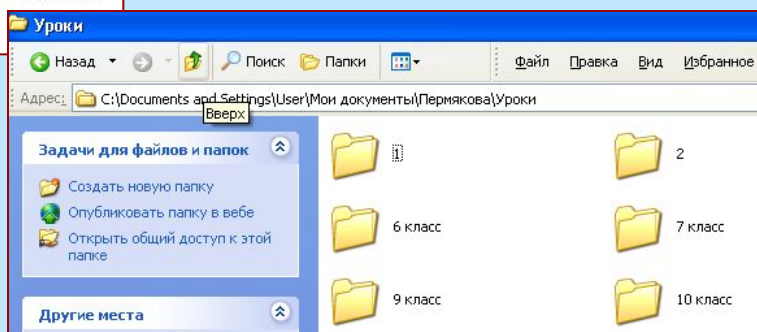 Уроки
Назад Поиск Папки Файл Правка Вид Избранное
Адрес: C:\Documents and Settings\User\Мои документы\Пермякова\Уроки
Вверх
Задачи для файлов и папок
Создать новую папку
Опубликовать папку в вебе
Открыть общий доступ к этой
папке
Другие места
1 2
6 класс 7 класс
9 класс 10 класс